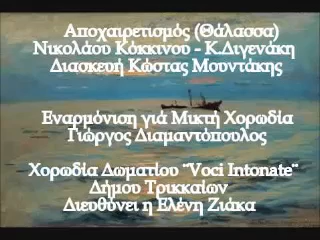 Αποχαιρετισμός (Θάλασσα)
Νικολάου Κόκκινου - Κ.Διγενάκη
Διασκευή Κώστας Μουντάκης
Εναρμόνιση γιά Μικτή Χορωδία
Γιώργος Διαμαντόπουλος
Χορωδία Δωματίου "Voci Intonate"
Δήμου Τρικκαίων
Διευθύνει η Ελένη Ζιάκα